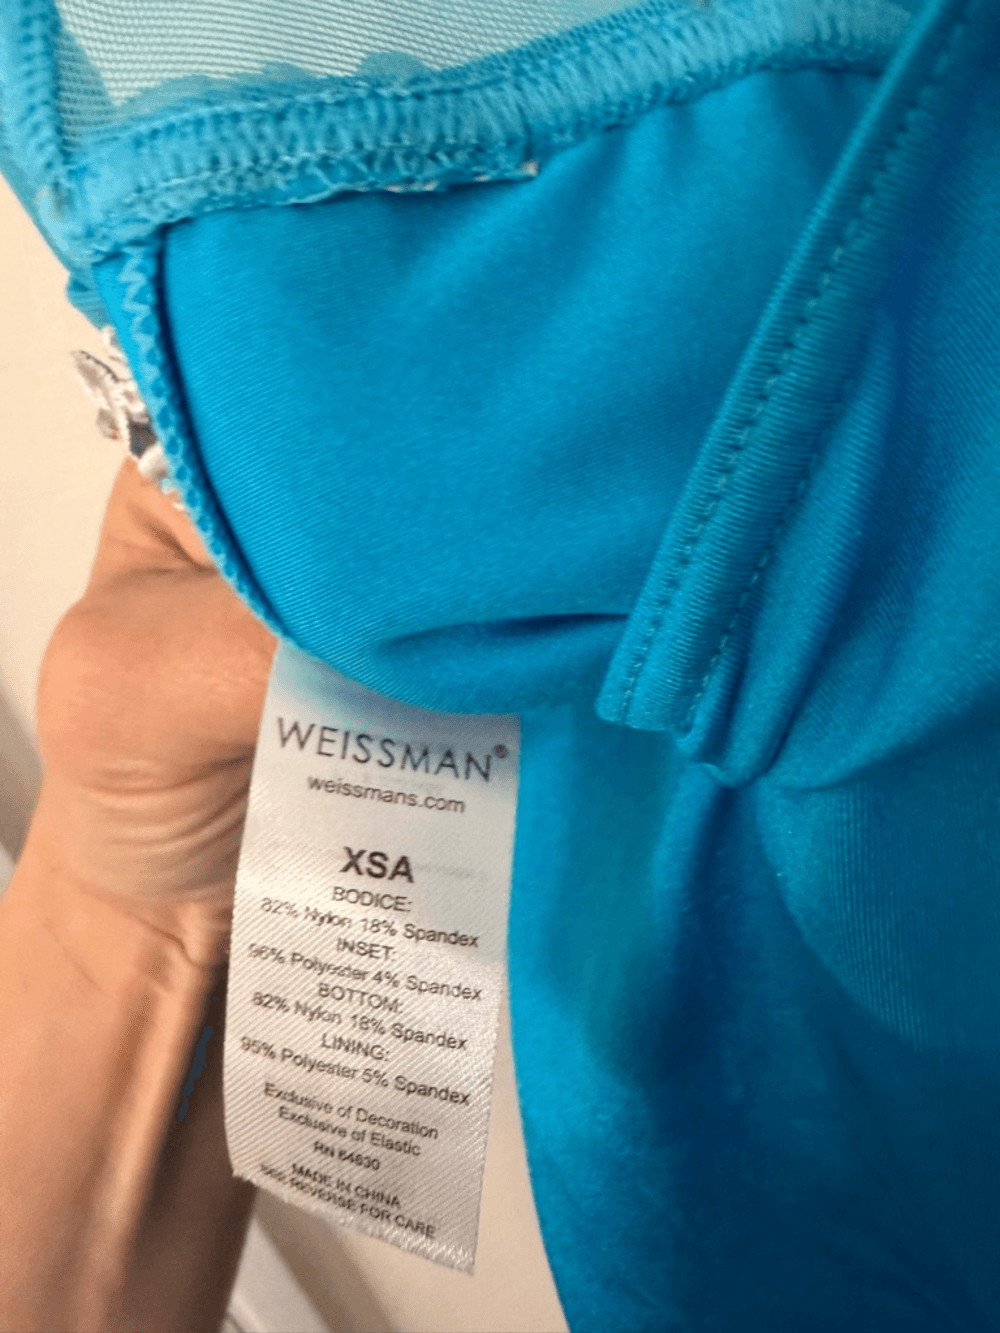 WEISSMAN®
weissmans.com
XSA
BODICE:
82% Nylon 18% Spandex
INSET:
96% Polyester 4% Spandex
BOTTOM:
82% Nylon 18% Spandex
LINING:
95% Polyester 5% Spandex
Exclusive of Decoration
Exclusive of Elastic
RN 64630
MADE IN CHINA
SEE REVERSE FOR CARE